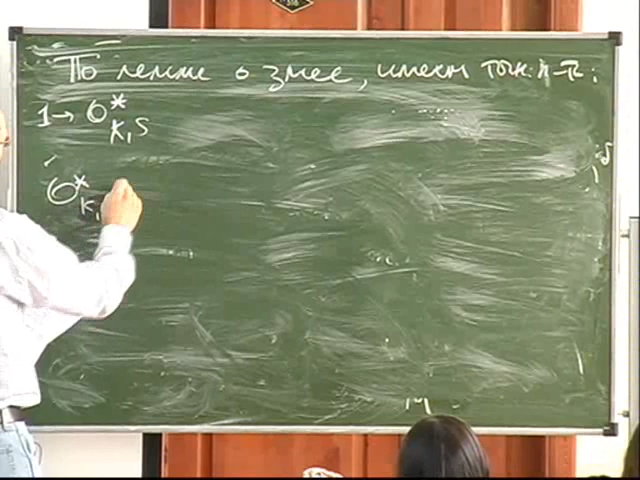 По лемме о змее, имеем точн. п-ть:
1 → O*_{K,S}
O*_{K,